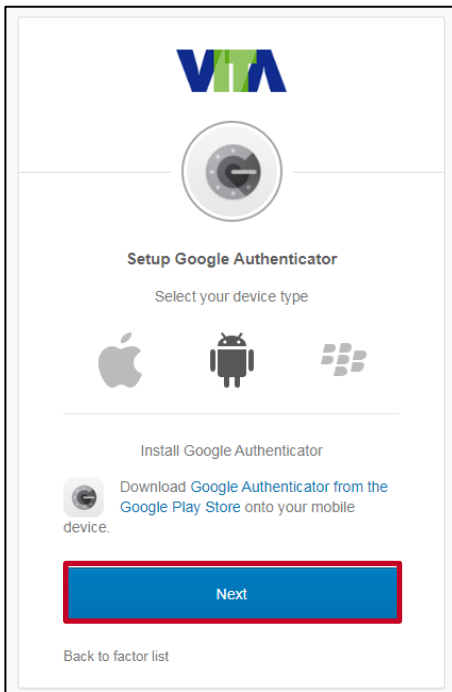 VITA
Setup Google Authenticator
Select your device type
Install Google Authenticator
Download Google Authenticator from the
Google Play Store onto your mobile
device.
Next
Back to factor list